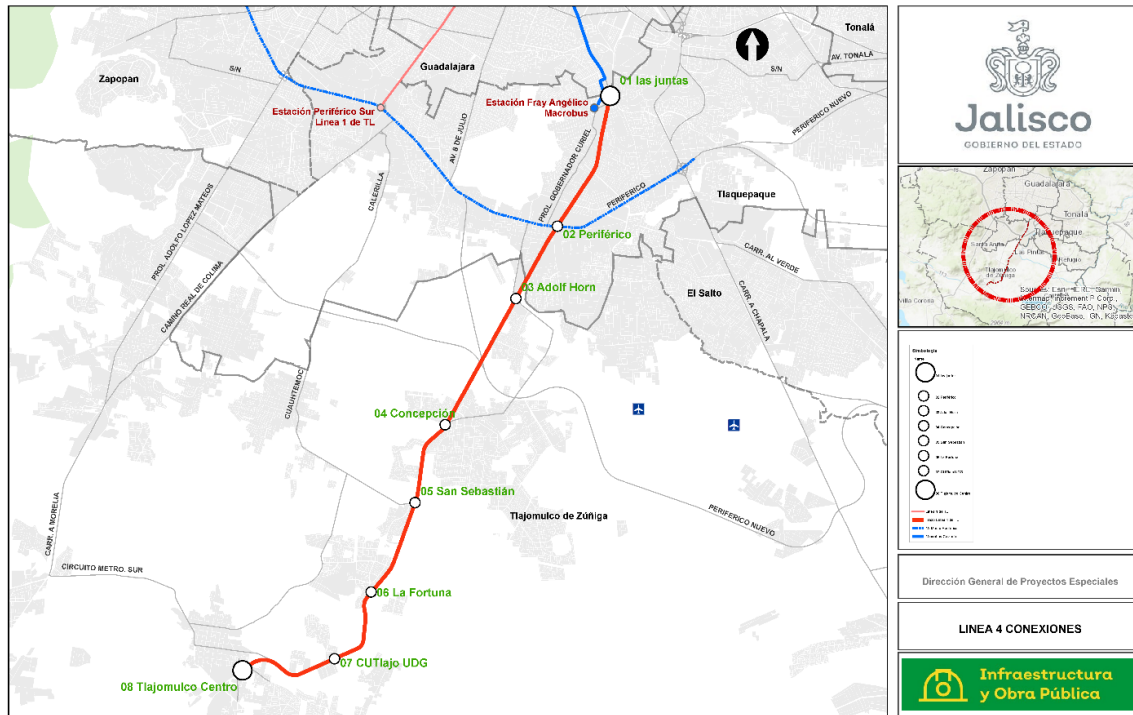 Tonalá
AV. TONALA
S/N
S/N
Guadalajara
Zapopan
01 las juntas
Estación Periférico Sur
Linea 1 de TL
Estación Fray Angélico
Macrobus
PERIFERICO NUEVO
AV. 8 DE JULIO
PROL. GOBERNADOR CURIEL
PERIFERICO
Tlaquepaque
02 Periférico
PROL. ADOLFO LOPEZ MATEOS
CAMINO REAL DE COLIMA
CARR. AL VERDE
CARR. A CHAPALA
El Salto
03 Adolf Horn
CUAUHTEMOC
04 Concepción
05 San Sebastián
Tlajomulco de Zúñiga
CARR. A MORELIA
PERIFERICO NUEVO
CIRCUITO METRO. SUR
06 La Fortuna
07 CUTlajo UDG
08 Tlajomulco Centro
Jalisco
GOBIERNO DEL ESTADO
Zapopan
Guadalajara
Tonalá
Tlajomulco
de Zúñiga
Simbología
Dirección General de Proyectos Especiales
LINEA 4 CONEXIONES
Infraestructura
y Obra Pública